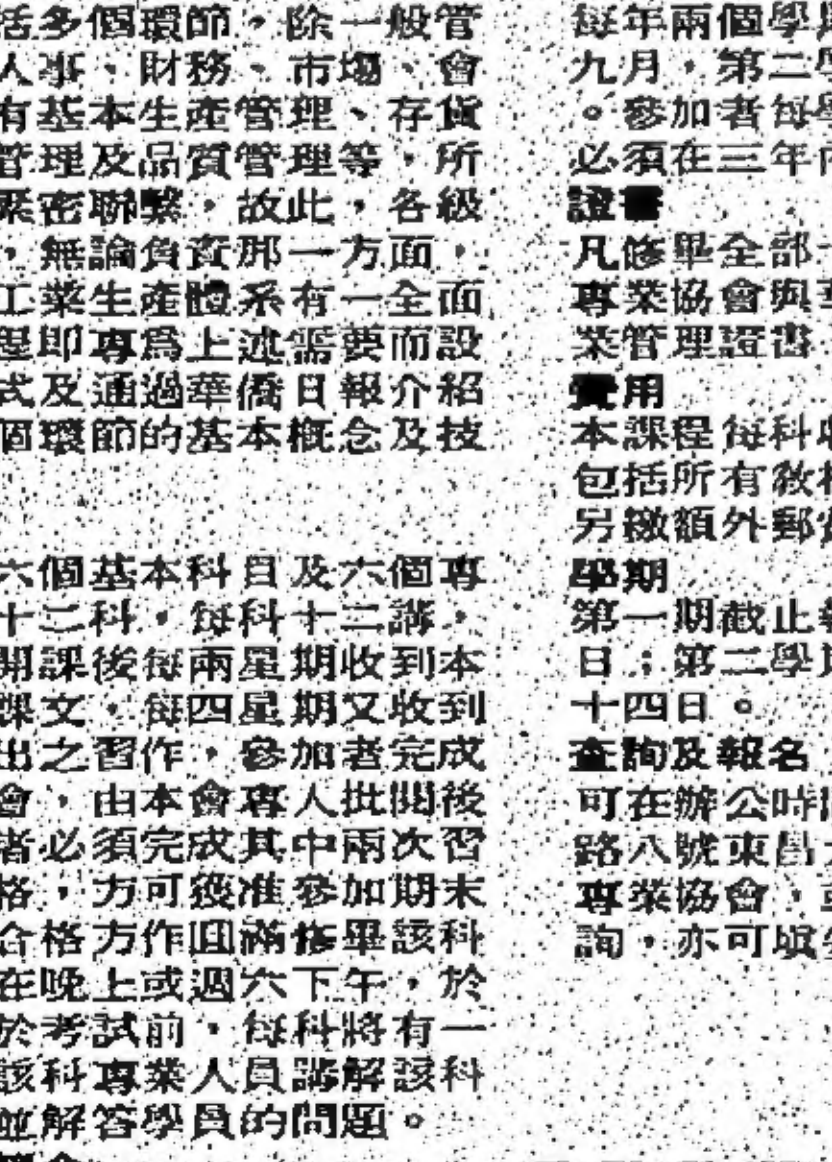 括多個環節，除一般管
人事、財務、市場、會
有基本生產管理、存貨
管理及品質管理等，所
緊密聯繫，故此，各級
，無論負責那一方面，
工業生產體系有一全面
程即專爲上述需要而設
式及通過華僑日報介紹
個環節的基本概念及技
六個基本科目及六個專
十二科，每科十二講，
開課後每兩星期收到本
課文，每四星期又收到
出之習作，參加者完成
會，由本會專人批閱後
者必須完成其中兩次習
格，方可獲准參加期末
合格方作圓滿修畢該科
在晚上或週六下午，於
於考試前，每科將有一
該科專業人員講解該科
並解答學員的問題。
每年兩個學期
九月，第二學
。參加者每學
必須在三年內
證書
凡修畢全部十
專業協會與華
業管理證書
費用
本課程每科收
包括所有教材
另繳額外郵
學期
第一期截止報
日；第二學期
十四日。
查詢及報名
可在辦公時間
路八號東昌大
專業協會，或
詢，亦可填